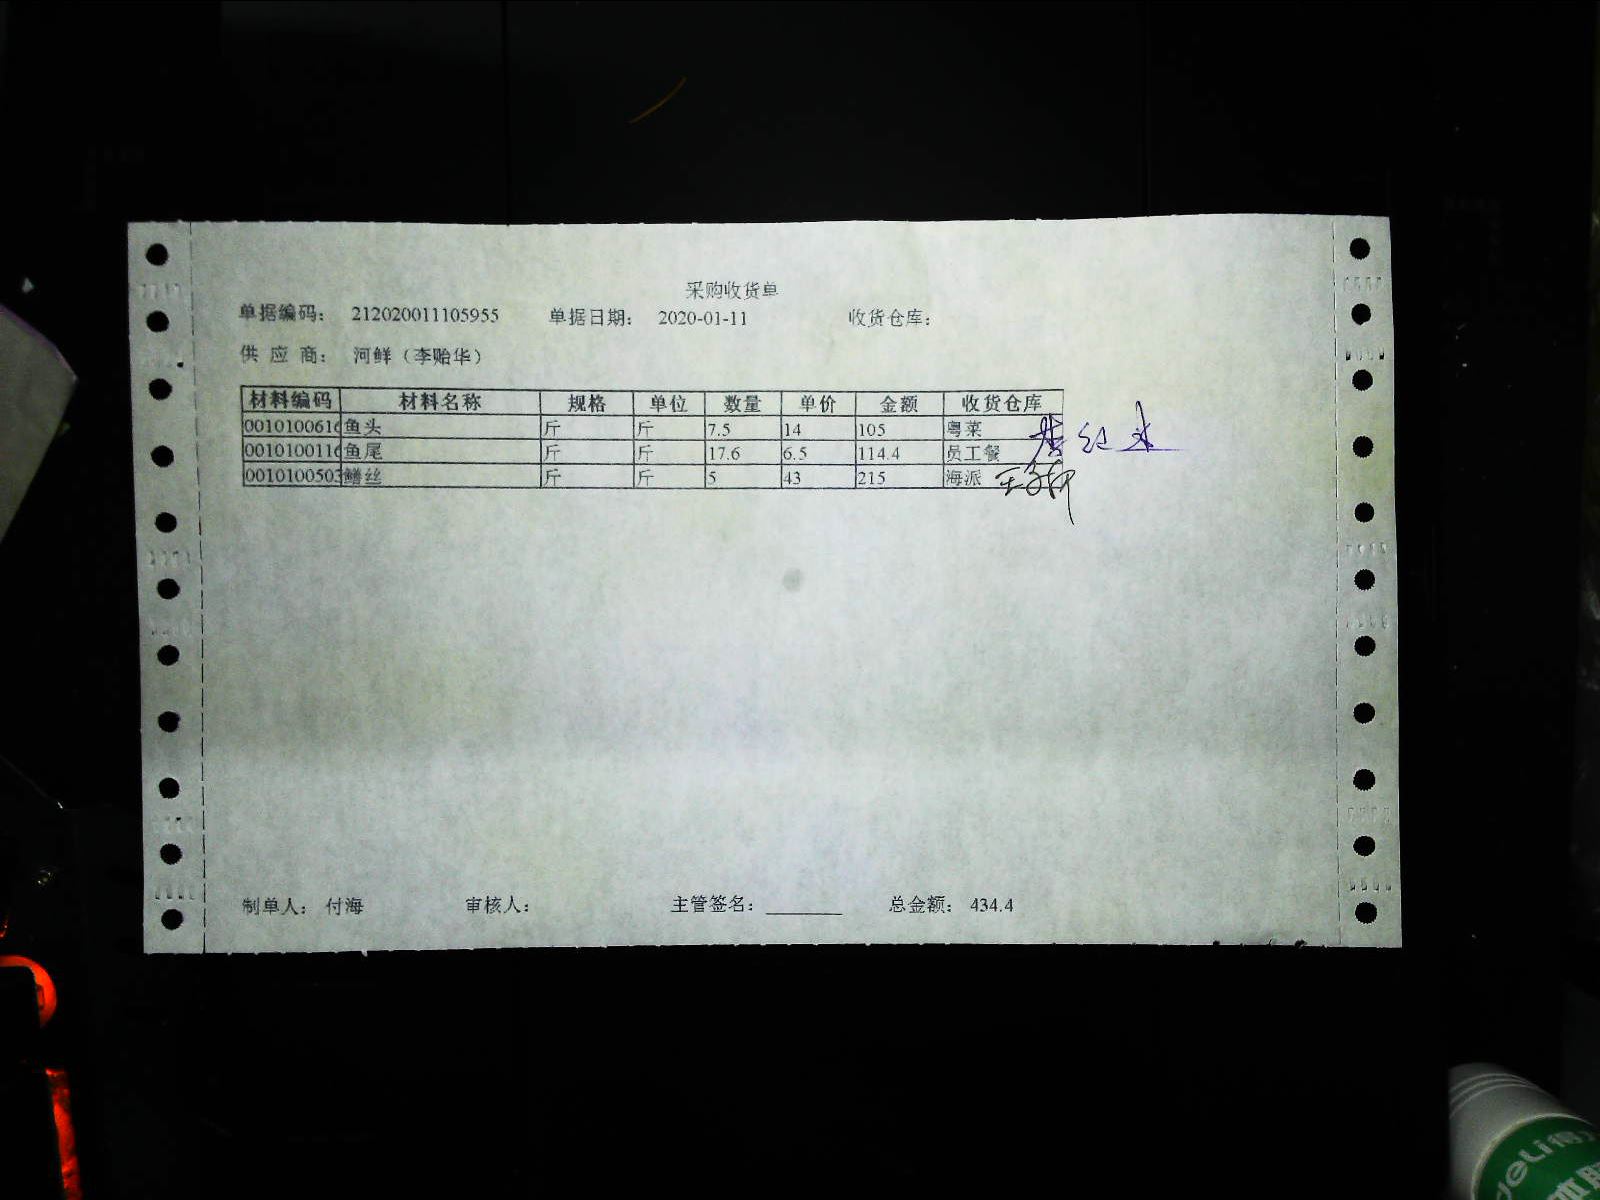 采购收货单
单据编码： 212020011105955 单据日期： 2020-01-11 收货仓库：
供 应 商： 河鲜（李贻华）
材料编码 材料名称 规格 单位 数量 单价 金额 收货仓库
001010061 鱼头 斤 斤 7.5 14 105 粤菜
001010011 鱼尾 斤 斤 17.6 6.5 114.4 员工餐
0010100503 鳝丝 斤 斤 5 43 215 海派
制单人： 付海 审核人： 主管签名： 总金额： 434.4
deli